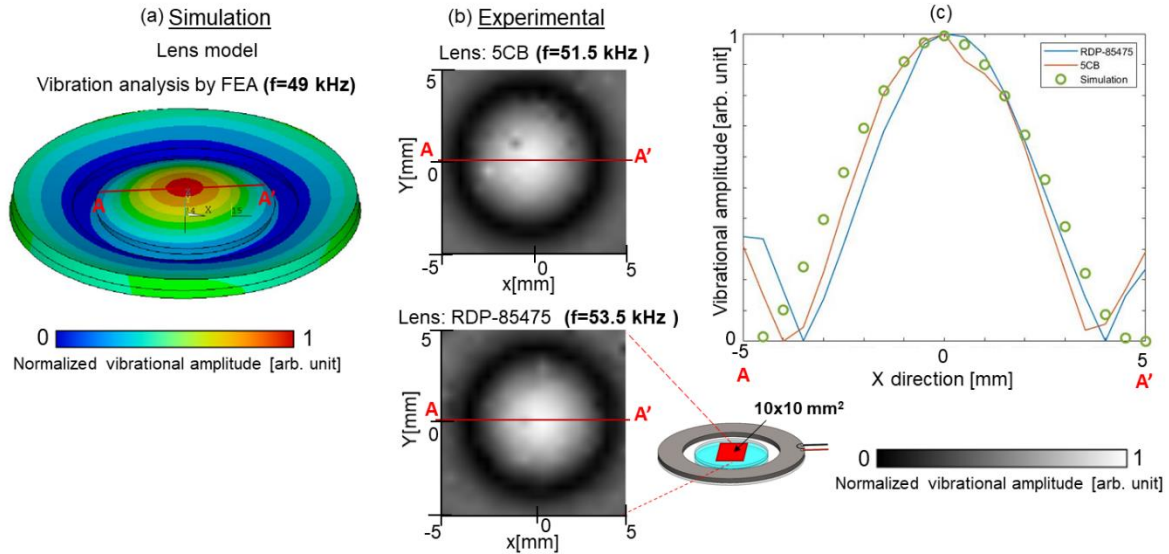 (a) Simulation
Lens model
Vibration analysis by FEA (f=49 kHz)
A
A'
X
14
15
0
1
Normalized vibrational amplitude [arb. unit]
(b) Experimental
Lens: 5CB (f=51.5 kHz )
5
A
A'
0
Y[mm]
-5
0
5
x[mm]
Lens: RDP-85475 (f=53.5 kHz )
5
A
A'
0
Y[mm]
-5
0
5
x[mm]
10x10 mm²
(c)
1
Vibrational amplitude [arb. unit]
0
RDP-85475
5CB
Simulation
-5
0
5
A
X direction [mm]
A'
0
1
Normalized vibrational amplitude [arb. unit]